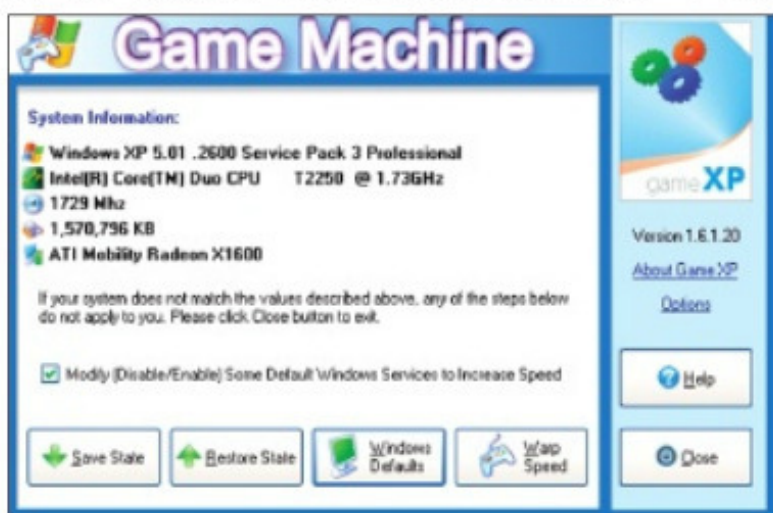 Game Machine
System Information:
Windows XP 5.01 .2600 Service Pack 3 Professional
Intel(R) Core(TM) Duo CPU T2250 @ 1.73GHz
1729 Mhz
1,570,796 KB
ATI Mobility Radeon X1600
If your system does not match the values described above, any of the steps below
do not apply to you. Please click Close button to exit.
Modify (Disable/Enable) Some Default Windows Services to Increase Speed
Save State
Restore State
Windows
Defaults
Warp
Speed
game XP
Version 1.6.1.20
About Game XP
Options
Help
Close